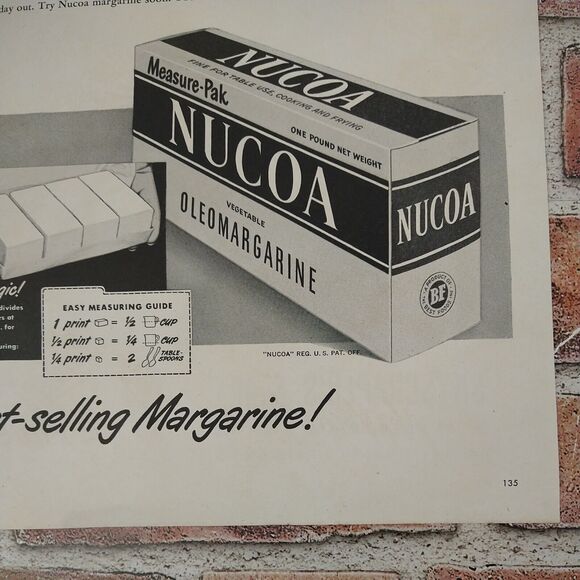 day out. Try Nucoa margarine soon.
NUCOA
FINE FOR TABLE USE, COOKING AND FRYING
Measure-Pak
ONE POUND NET WEIGHT
NUCOA
VEGETABLE
OLEOMARGARINE
NUCOA
A PRODUCT OF
BF
BEST FOODS
gic!
divides
rs at
, for
uring:
EASY MEASURING GUIDE
1 print = ½ CUP
½ print = ¼ CUP
¼ print = 2 TABLE-
SPOONS
"NUCOA" REG. U. S. PAT. OFF.
t-selling Margarine!
135